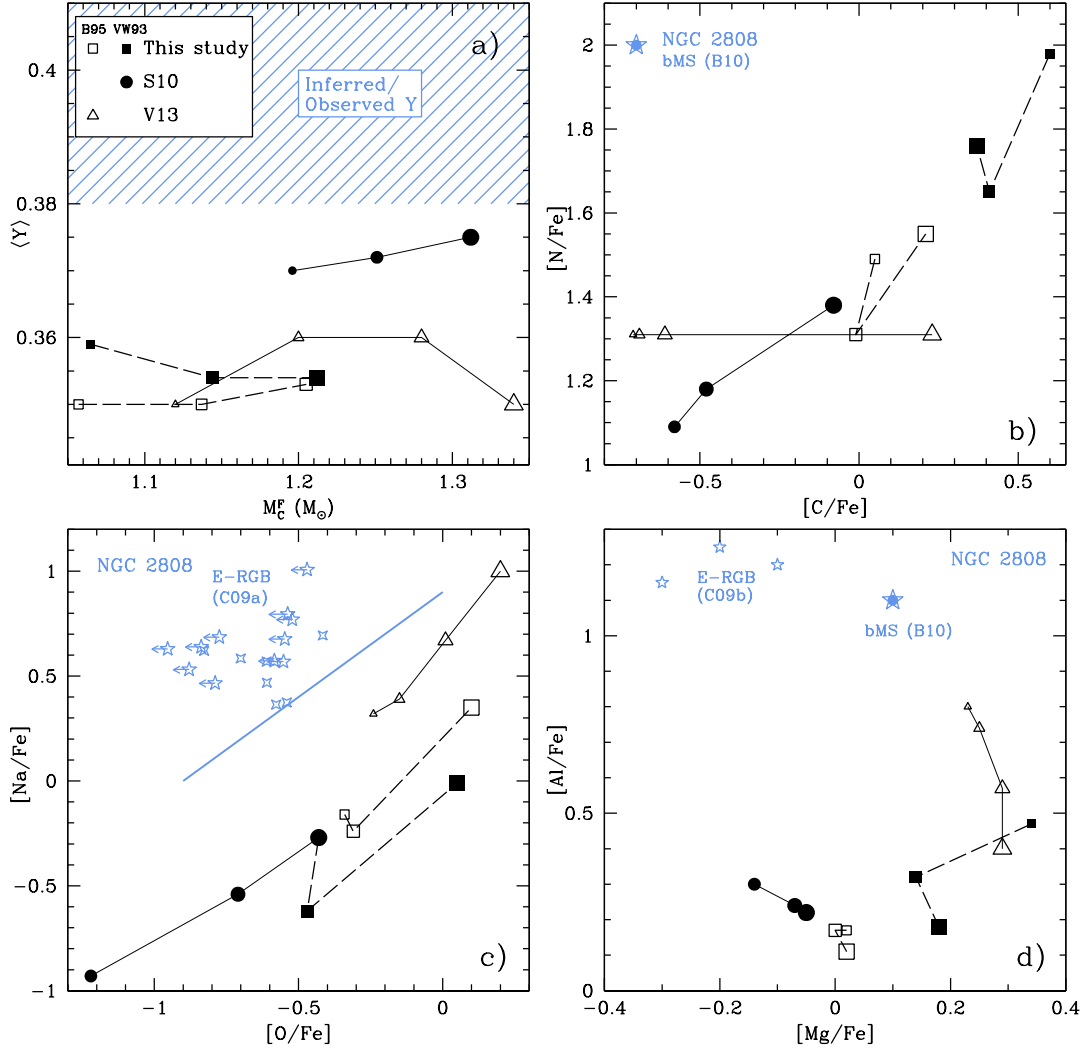 B95 VW93
This study
S10
V13
a)
Inferred/
Observed Y
0.4
0.38
0.36
⟨Y⟩
1.1 1.2 1.3
M_C^F (M_⊙)
NGC 2808
bMS (B10)
b)
2
1.8
1.6
1.4
1.2
1
[N/Fe]
−0.5 0 0.5
[C/Fe]
NGC 2808
E−RGB
(C09a)
c)
1
0.5
0
−0.5
−1
[Na/Fe]
−1 −0.5 0
[O/Fe]
NGC 2808
E−RGB
(C09b)
bMS (B10)
d)
1
0.5
0
[Al/Fe]
−0.4 −0.2 0 0.2 0.4
[Mg/Fe]